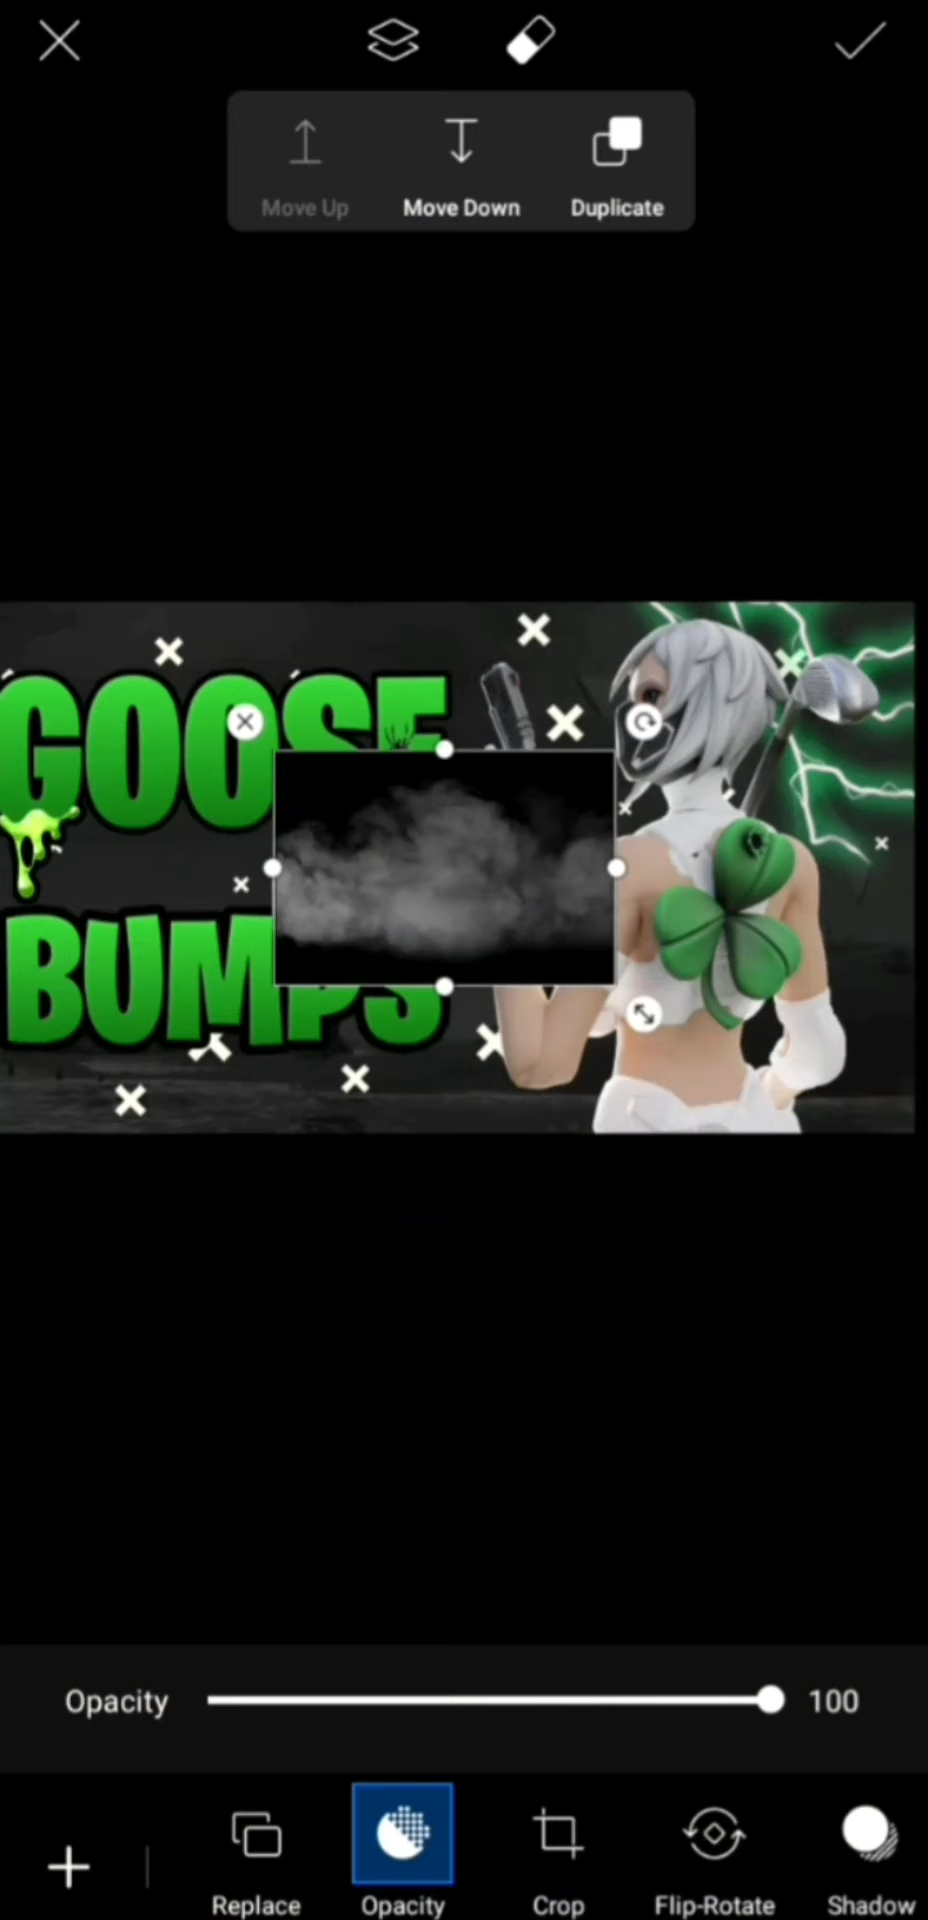 Move Up
Move Down
Duplicate
GOOSE
BUMPS
Opacity
100
Replace
Opacity
Crop
Flip-Rotate
Shadow